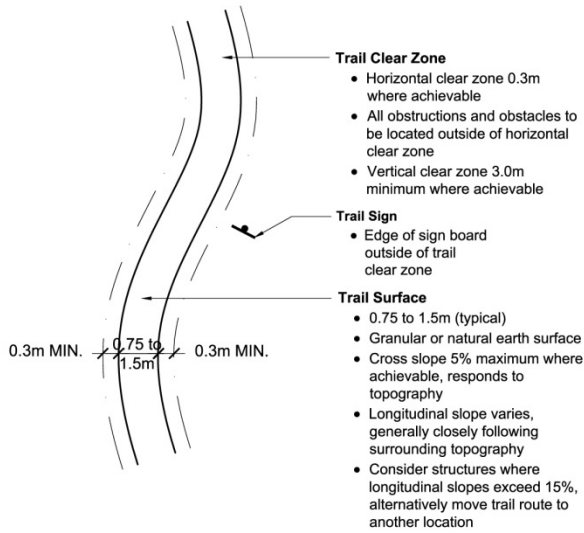 Trail Clear Zone
• Horizontal clear zone 0.3m
where achievable
• All obstructions and obstacles to
be located outside of horizontal
clear zone
• Vertical clear zone 3.0m
minimum where achievable
Trail Sign
• Edge of sign board
outside of trail
clear zone
Trail Surface
• 0.75 to 1.5m (typical)
• Granular or natural earth surface
• Cross slope 5% maximum where
achievable, responds to
topography
• Longitudinal slope varies,
generally closely following
surrounding topography
• Consider structures where
longitudinal slopes exceed 15%,
alternatively move trail route to
another location
0.3m MIN.
0.75 to
1.5m
0.3m MIN.